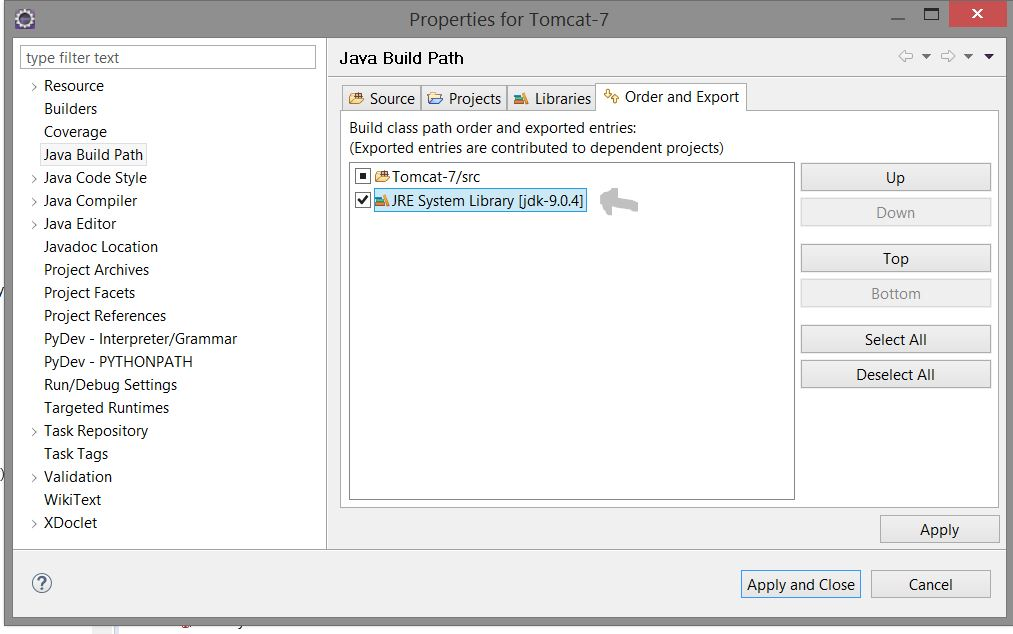 Properties for Tomcat-7
type filter text
Resource
Builders
Coverage
Java Build Path
Java Code Style
Java Compiler
Java Editor
Javadoc Location
Project Archives
Project Facets
Project References
PyDev - Interpreter/Grammar
PyDev - PYTHONPATH
Run/Debug Settings
Targeted Runtimes
Task Repository
Task Tags
Validation
WikiText
XDoclet
Java Build Path
Source Projects Libraries Order and Export
Build class path order and exported entries:
(Exported entries are contributed to dependent projects)
Tomcat-7/src
JRE System Library [jdk-9.0.4]
Up
Down
Top
Bottom
Select All
Deselect All
Apply
Apply and Close Cancel